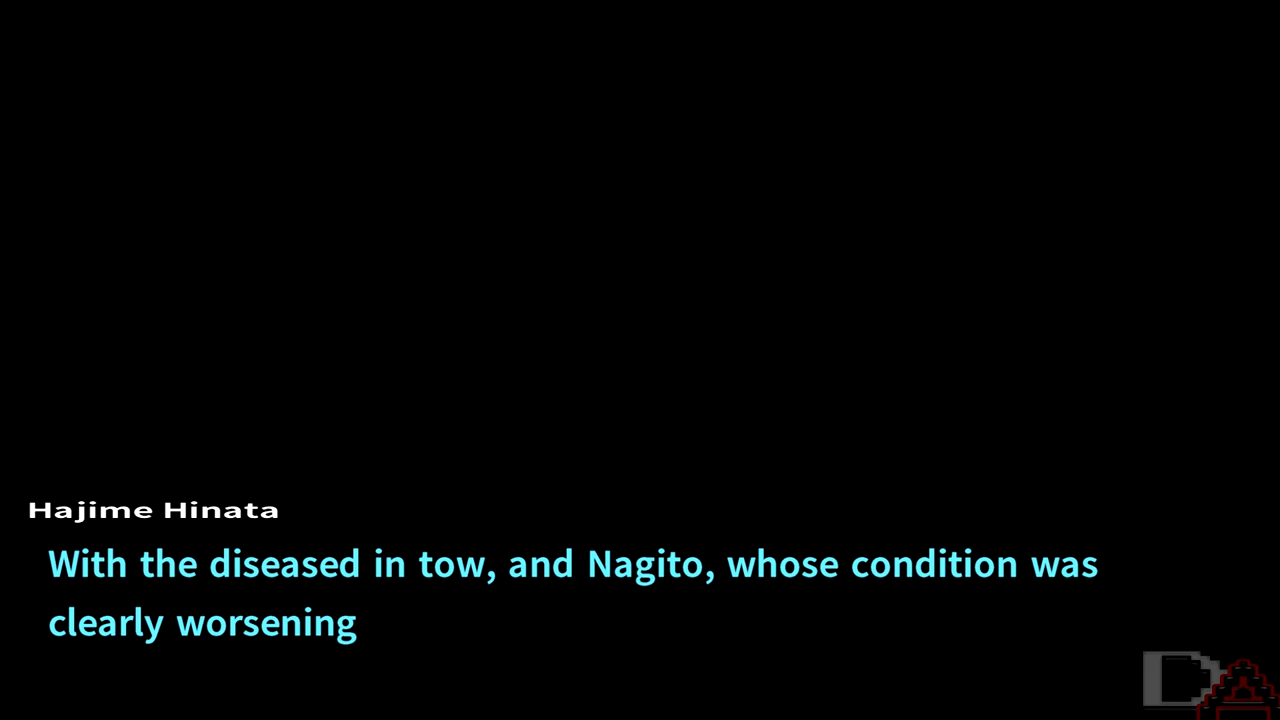 Hajime Hinata
With the diseased in tow, and Nagito, whose condition was
clearly worsening